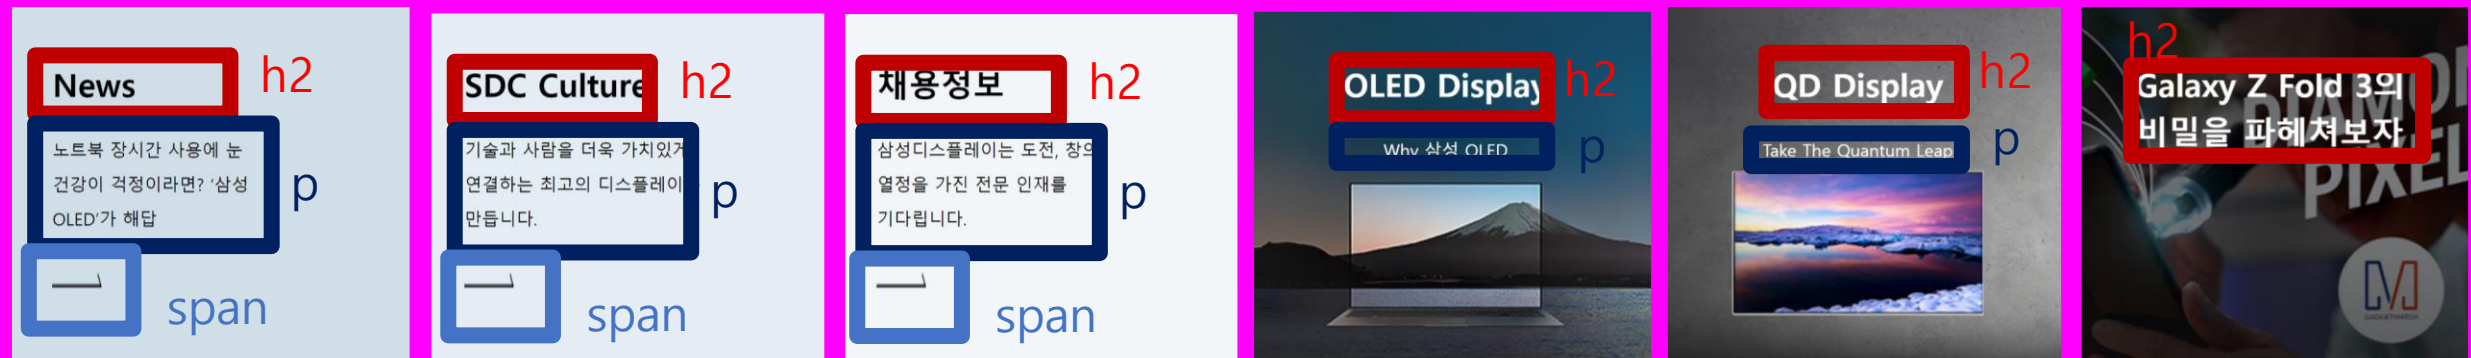 News
h2
노트북 장시간 사용에 눈
건강이 걱정이라면? '삼성
OLED'가 해답
p
span
SDC Culture
h2
기술과 사람을 더욱 가치있게
연결하는 최고의 디스플레이
만듭니다.
p
span
채용정보
h2
삼성디스플레이는 도전, 창의
열정을 가진 전문 인재를
기다립니다.
p
span
OLED Display
h2
Why 삼성 OLED
p
QD Display
h2
Take The Quantum Leap
p
h2
Galaxy Z Fold 3의
비밀을 파헤쳐보자
PIXEL
GADGETMATCH